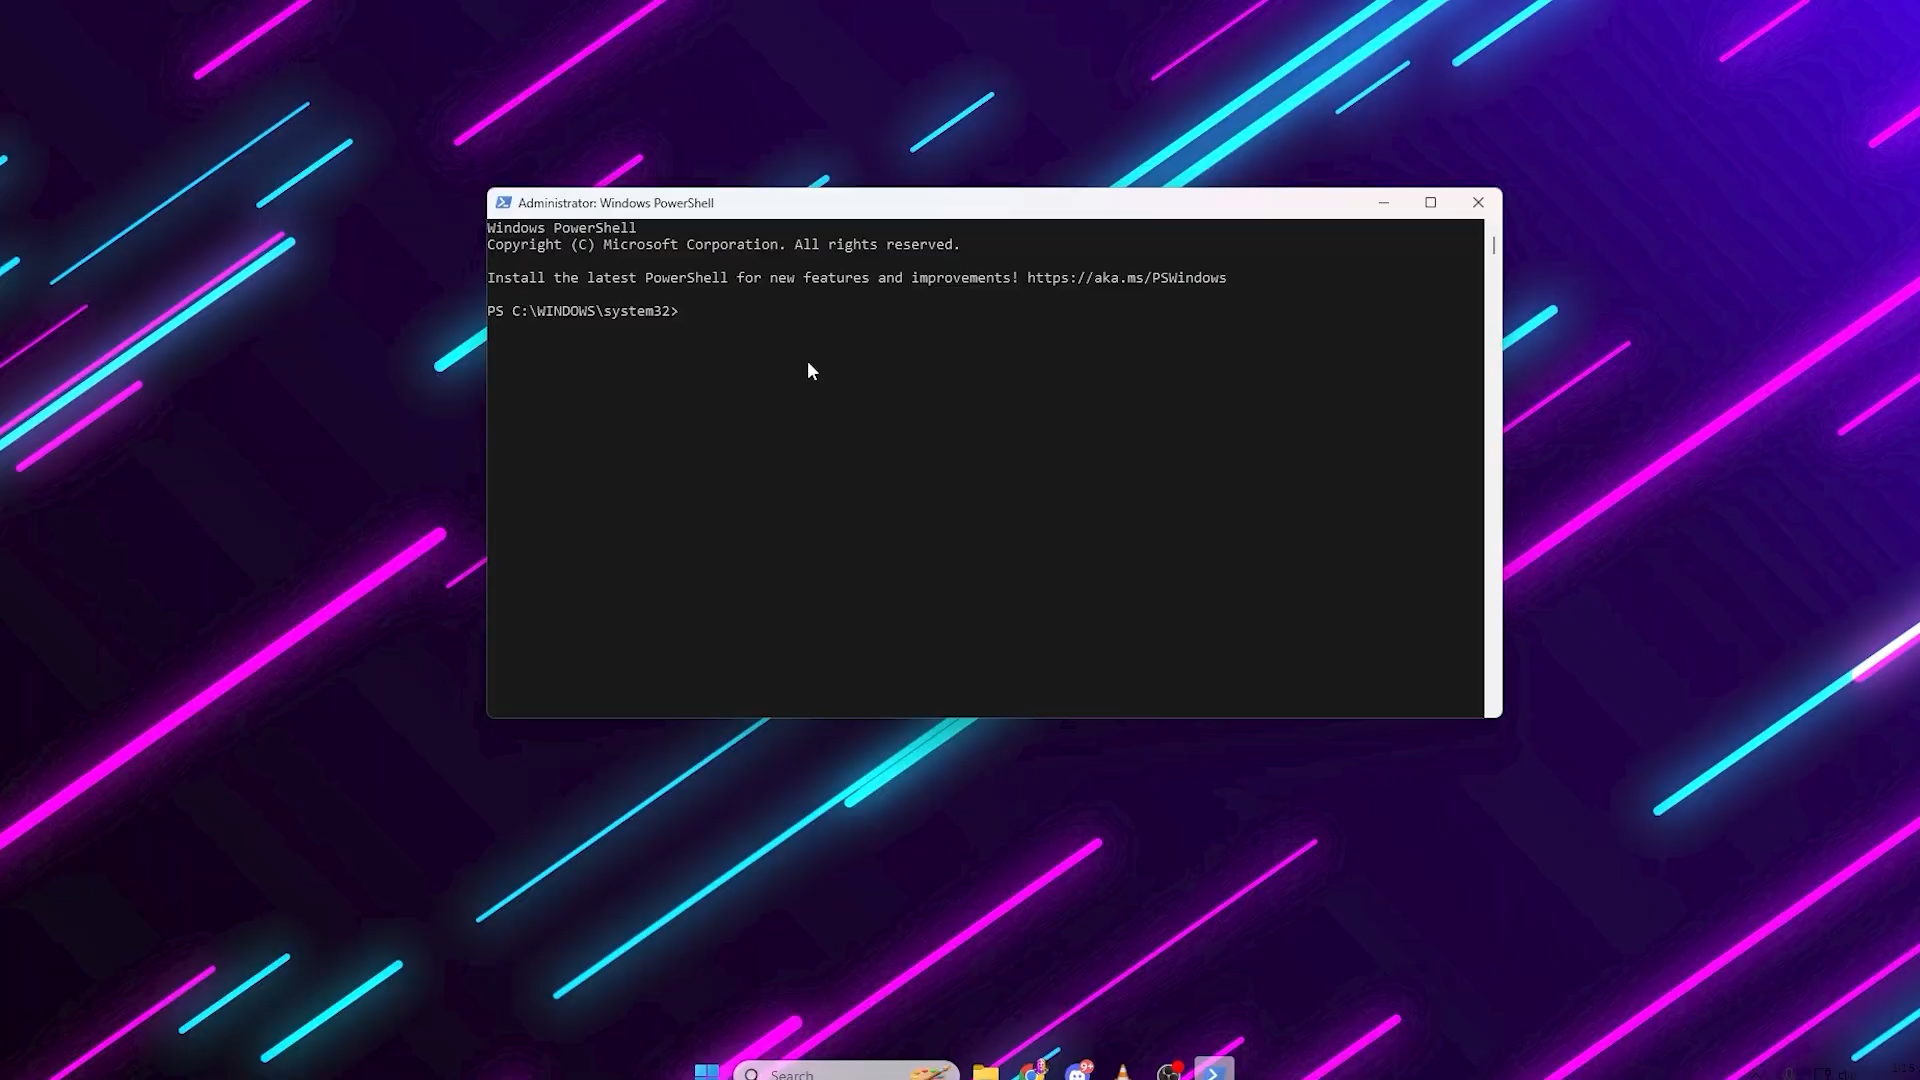 Administrator: Windows PowerShell
Windows PowerShell
Copyright (C) Microsoft Corporation. All rights reserved.
Install the latest PowerShell for new features and improvements! https://aka.ms/PSWindows
PS C:\WINDOWS\system32>
9+
Search